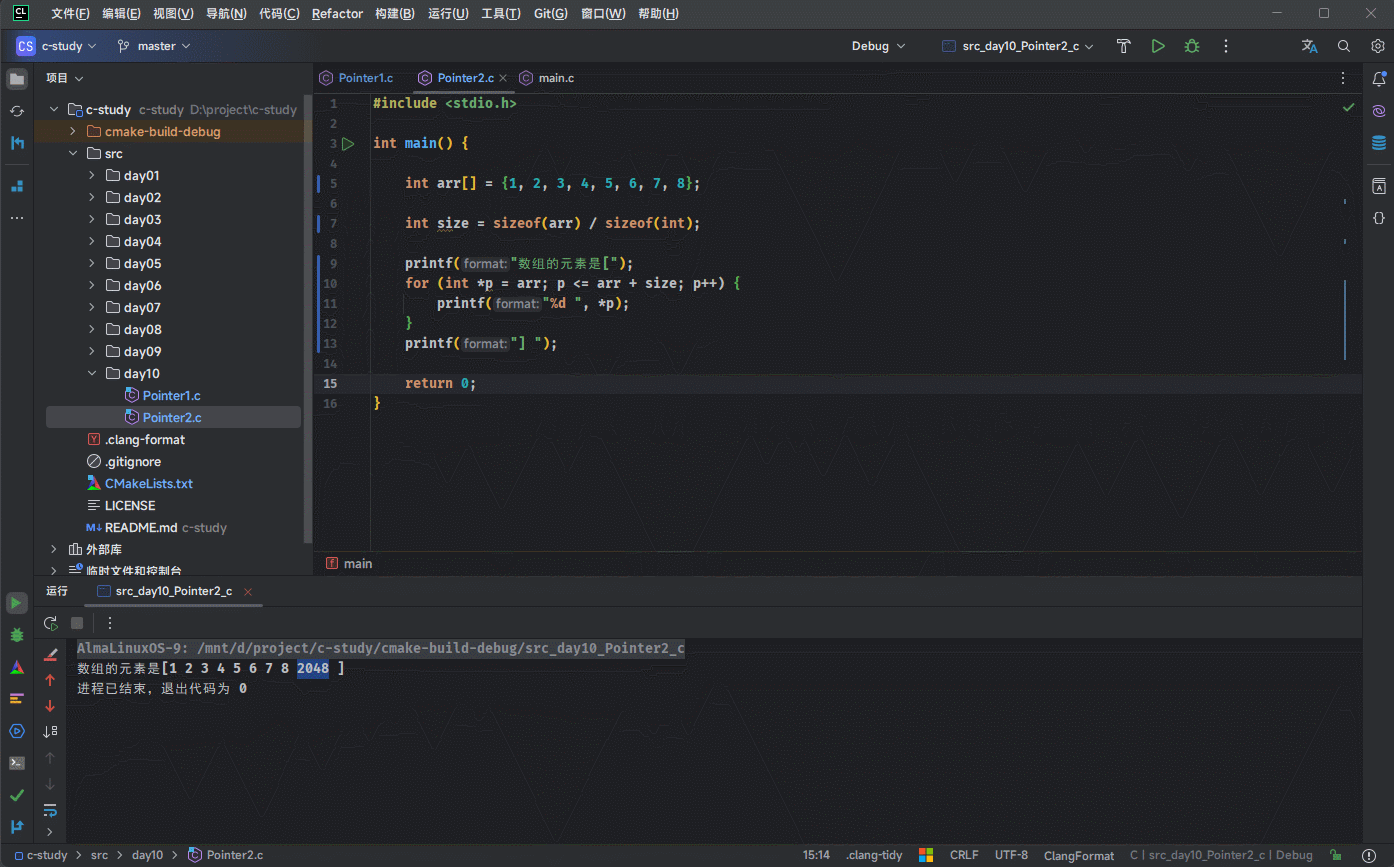 CL 文件(F) 编辑(E) 视图(V) 导航(N) 代码(C) Refactor 构建(B) 运行(U) 工具(T) Git(G) 窗口(W) 帮助(H)
CS c-study master Debug src_day10_Pointer2_c
项目
c-study c-study D:\project\c-study
cmake-build-debug
src
day01
day02
day03
day04
day05
day06
day07
day08
day09
day10
Pointer1.c
Pointer2.c
.clang-format
.gitignore
CMakeLists.txt
LICENSE
README.md c-study
外部库
临时文件和控制台
Pointer1.c Pointer2.c main.c
1 #include <stdio.h>
2
3 int main() {
4
5 int arr[] = {1, 2, 3, 4, 5, 6, 7, 8};
6
7 int size = sizeof(arr) / sizeof(int);
8
9 printf(format: "数组的元素是[");
10 for (int *p = arr; p <= arr + size; p++) {
11 printf(format: "%d ", *p);
12 }
13 printf(format: "] ");
14
15 return 0;
16 }
main
运行 src_day10_Pointer2_c
AlmaLinuxOS-9: /mnt/d/project/c-study/cmake-build-debug/src_day10_Pointer2_c
数组的元素是[1 2 3 4 5 6 7 8 2048 ]
进程已结束，退出代码为 0
c-study > src > day10 > Pointer2.c 15:14 .clang-tidy CRLF UTF-8 ClangFormat C | src_day10_Pointer2_c | Debug